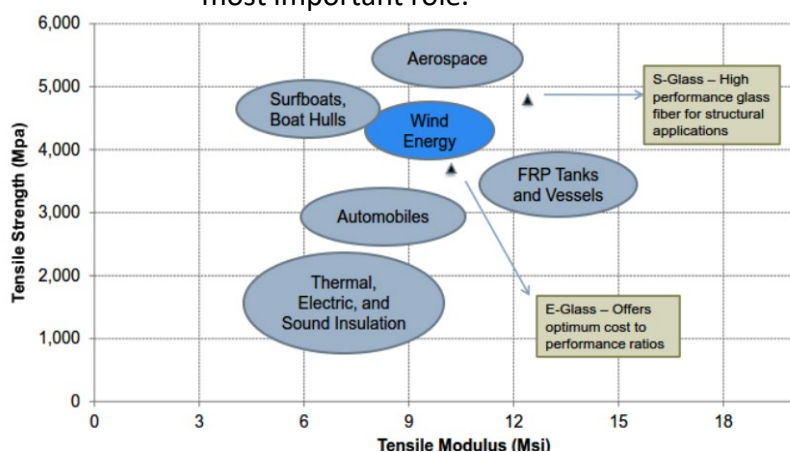 most important role.
6,000
5,000
4,000
3,000
2,000
1,000
0
Tensile Strength (Mpa)
Aerospace
Surfboats,
Boat Hulls
Wind
Energy
FRP Tanks
and Vessels
Automobiles
Thermal,
Electric, and
Sound Insulation
S-Glass – High
performance glass
fiber for structural
applications
E-Glass – Offers
optimum cost to
performance ratios
0 3 6 9 12 15 18
Tensile Modulus (Msi)